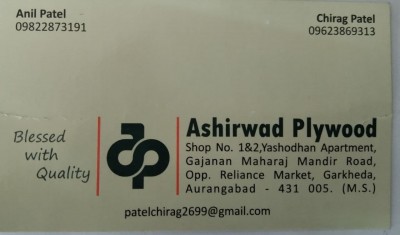 Anil Patel
09822873191
Chirag Patel
09623869313
Blessed
with
Quality
Ashirwad Plywood
Shop No. 1&2,Yashodhan Apartment,
Gajanan Maharaj Mandir Road,
Opp. Reliance Market, Garkheda,
Aurangabad - 431 005. (M.S.)
patelchirag2699@gmail.com